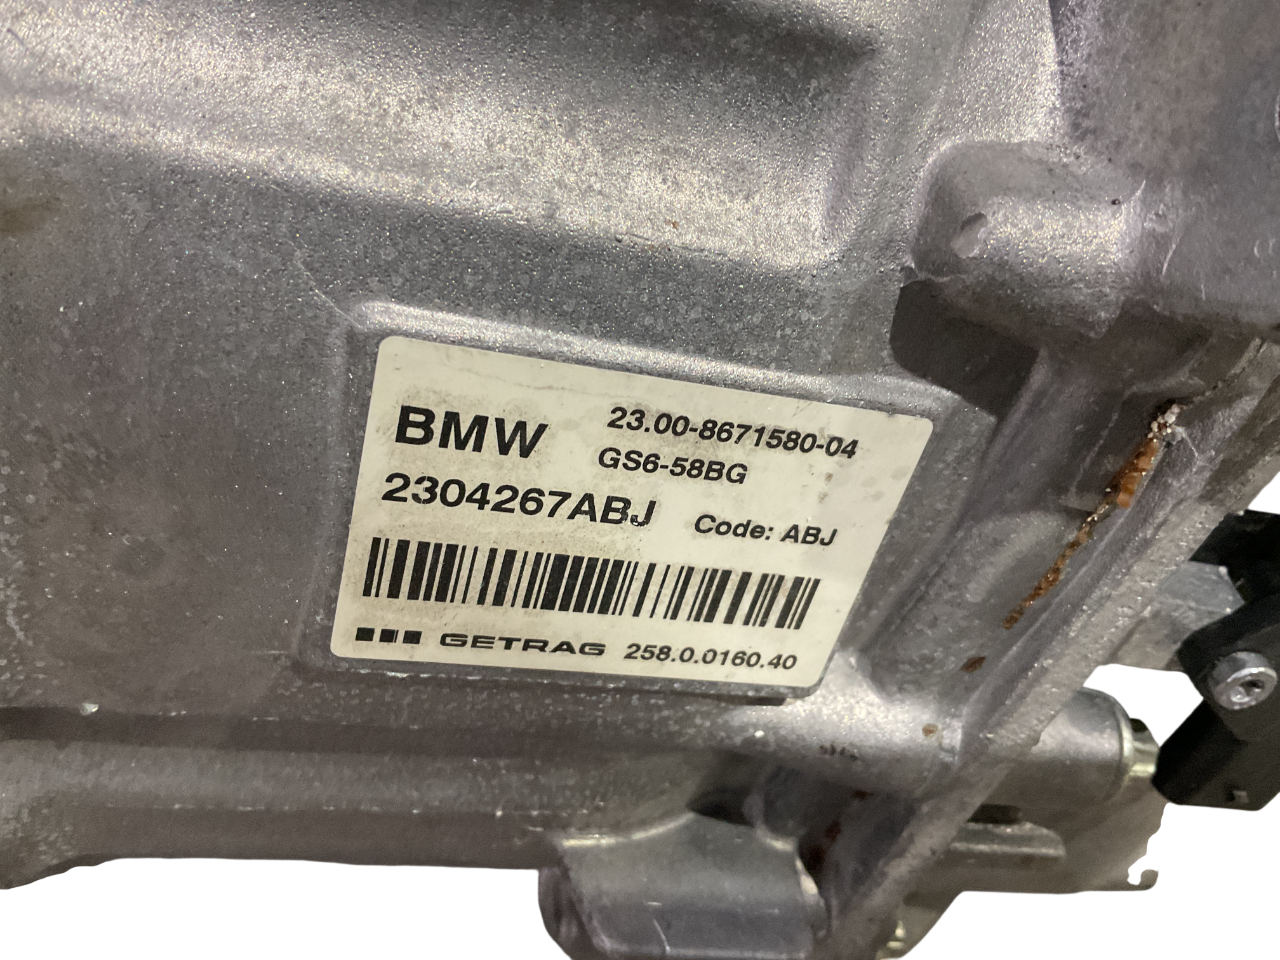 BMW
23.00-8671580-04
GS6-58BG
2304267ABJ
Code: ABJ
GETRAG 258.0.0160.40